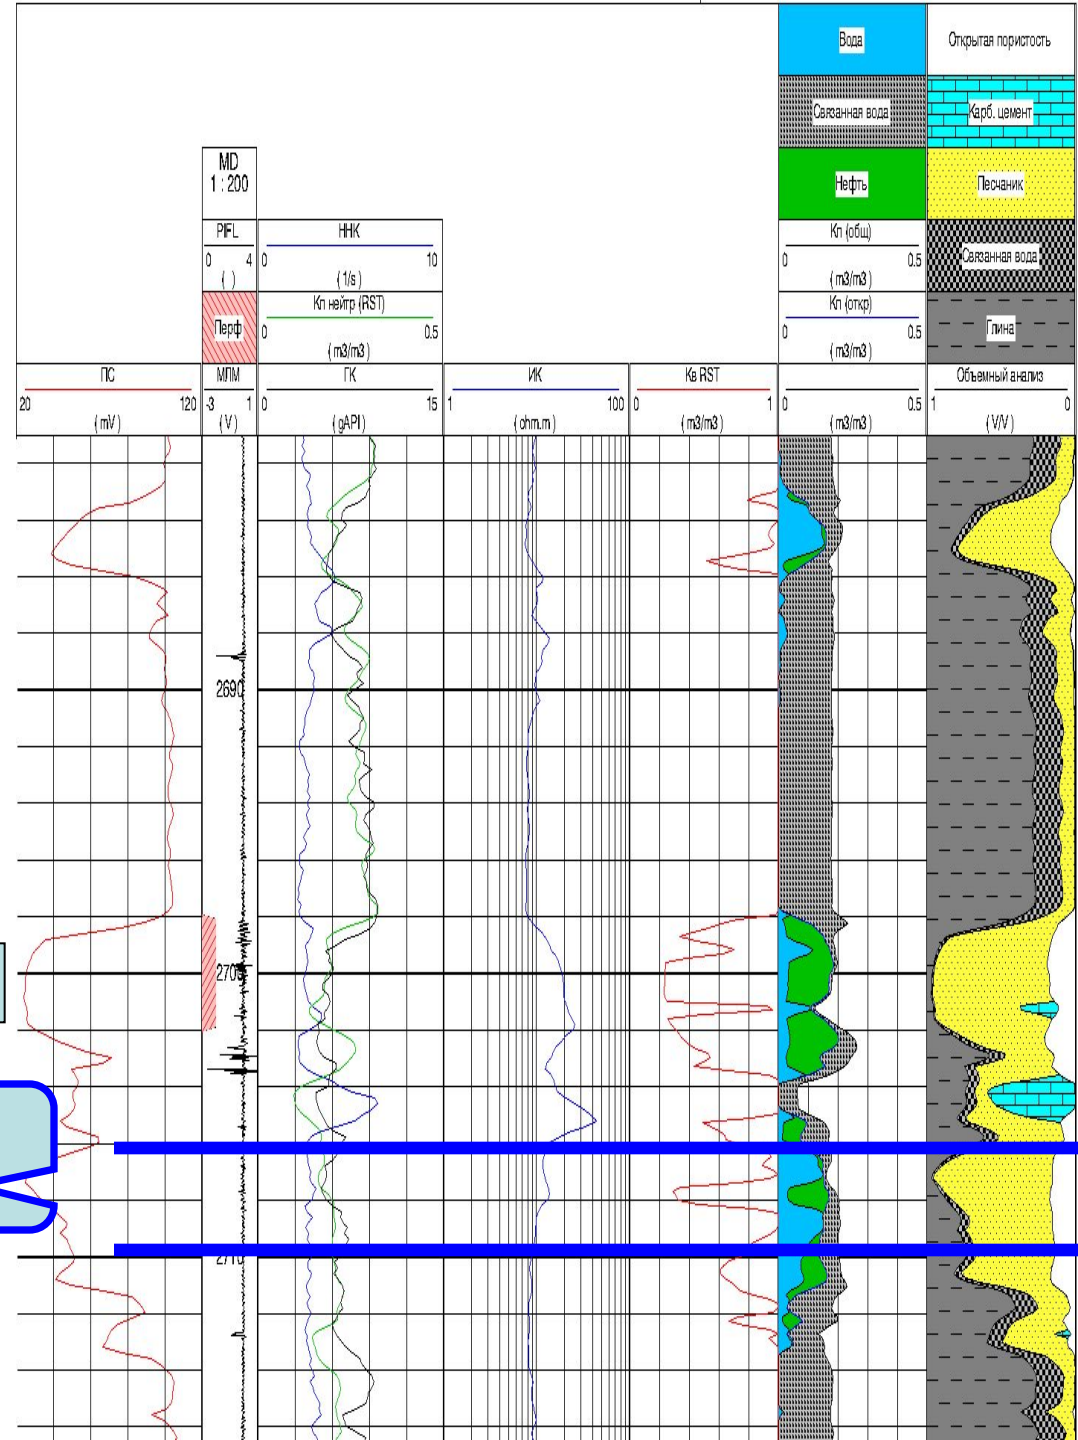 Вода
Открытая пористость
Связанная вода
Карб. цемент
MD
1 : 200
Нефть
Песчаник
PIFL
0 4
( )
ННК
0 10
( 1/s )
Кп (общ)
0 0.5
( m3/m3 )
Связанная вода
Перф
Кп нейтр (RST)
0 0.5
( m3/m3 )
Кп (откр)
0 0.5
( m3/m3 )
Глина
ПС
20 120
( mV )
МЛМ
-3 1
( V )
ГК
0 15
( gAPI )
ИК
1 100
( ohm.m )
Кв RST
0 1
( m3/m3 )
0 0.5
( m3/m3 )
Объемный анализ
1 0
( V/V )
2690
2700
2710